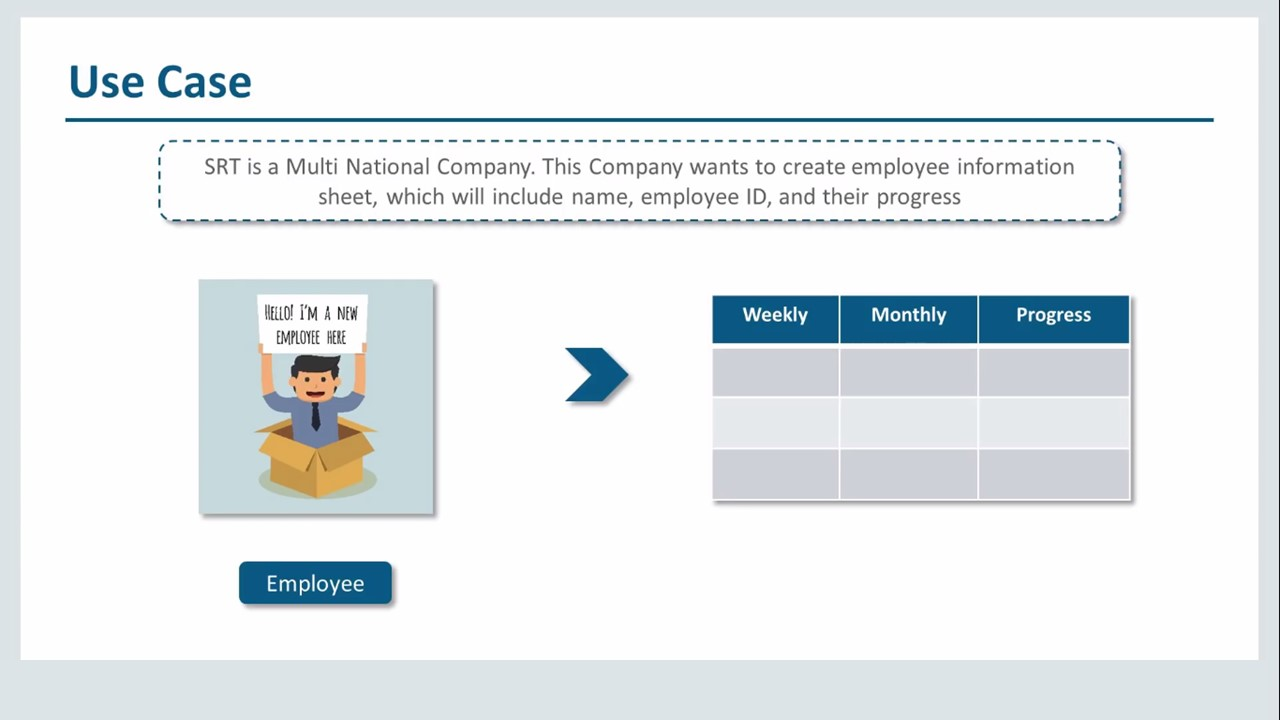 Use Case
SRT is a Multi National Company. This Company wants to create employee information
sheet, which will include name, employee ID, and their progress
HELLO! I'M A NEW
EMPLOYEE HERE
Weekly Monthly Progress
Employee